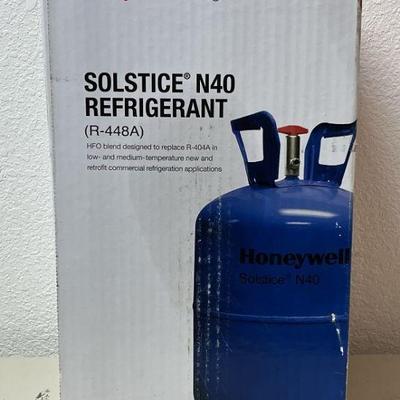 SOLSTICE® N40
REFRIGERANT
(R-448A)
HFO blend designed to replace R-404A in
low- and medium-temperature new and
retrofit commercial refrigeration applications
Honeywell
Solstice® N40